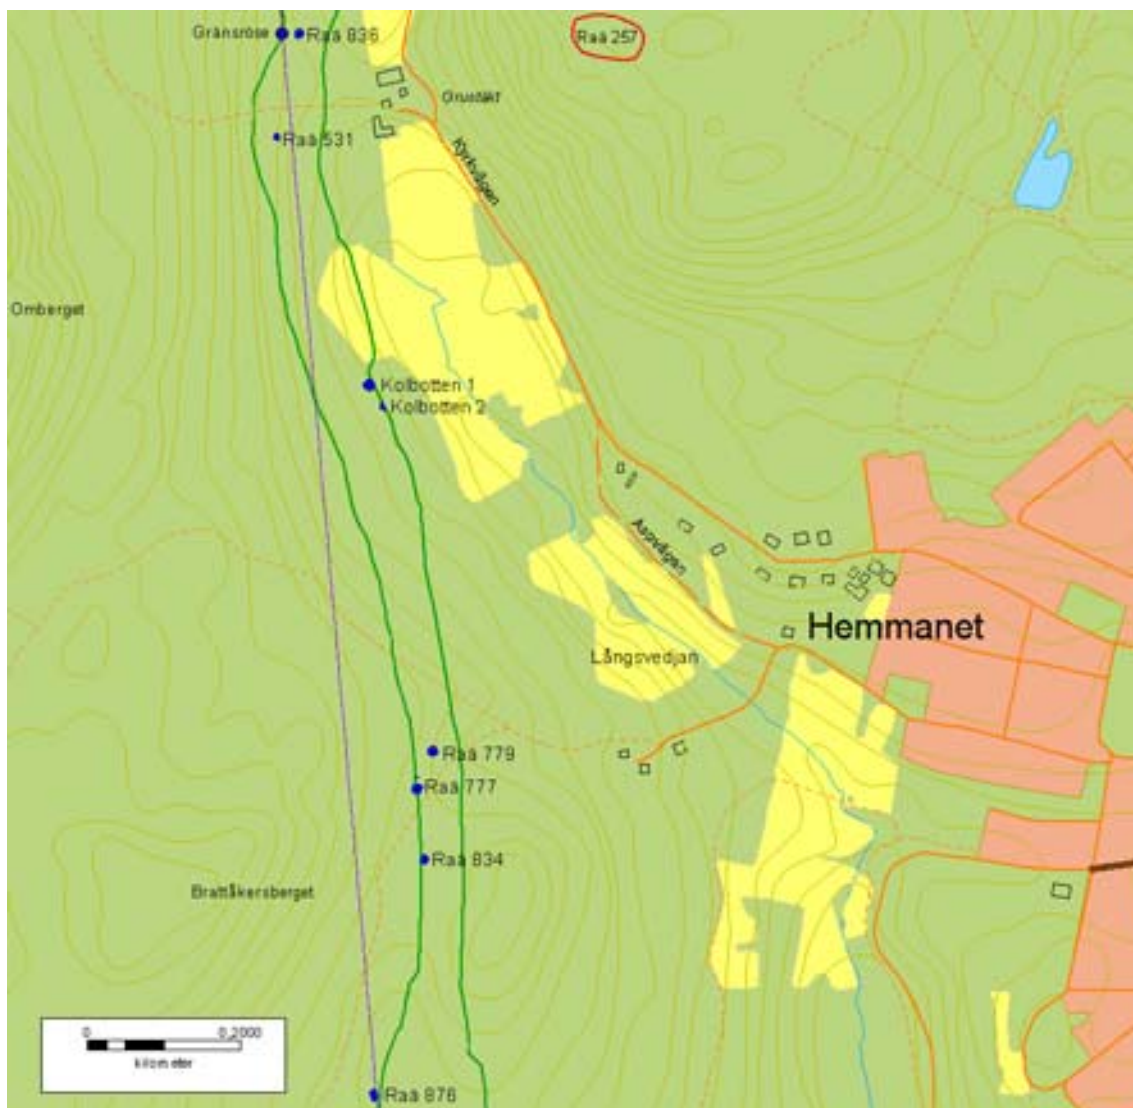 Gränsröse Raä 836
Raä 257
Grustäkt
Raä 531
Kyrkvägen
Omberget
Kolbotten 1
Kolbotten 2
Aspvägen
Hemmanet
Långsvedjan
Raä 779
Raä 777
Raä 834
Brattåkersberget
0 0,2000
kilometer
Raä 876